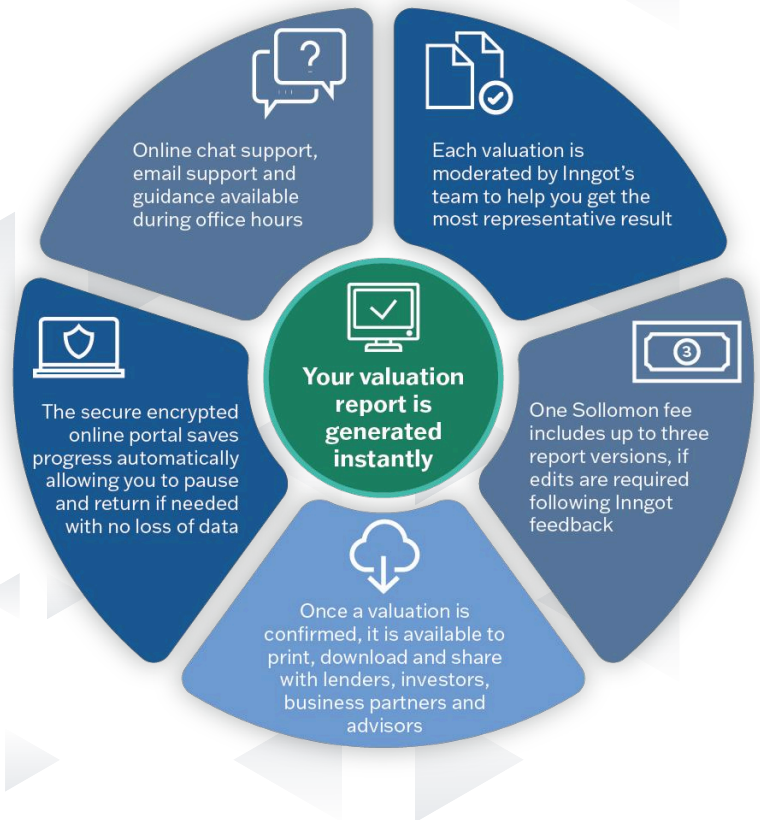 ?
Online chat support,
email support and
guidance available
during office hours
Each valuation is
moderated by Inngot’s
team to help you get the
most representative result
Your valuation
report is
generated
instantly
3
One Sollomon fee
includes up to three
report versions, if
edits are required
following Inngot
feedback
Once a valuation is
confirmed, it is available to
print, download and share
with lenders, investors,
business partners and
advisors
The secure encrypted
online portal saves
progress automatically
allowing you to pause
and return if needed
with no loss of data